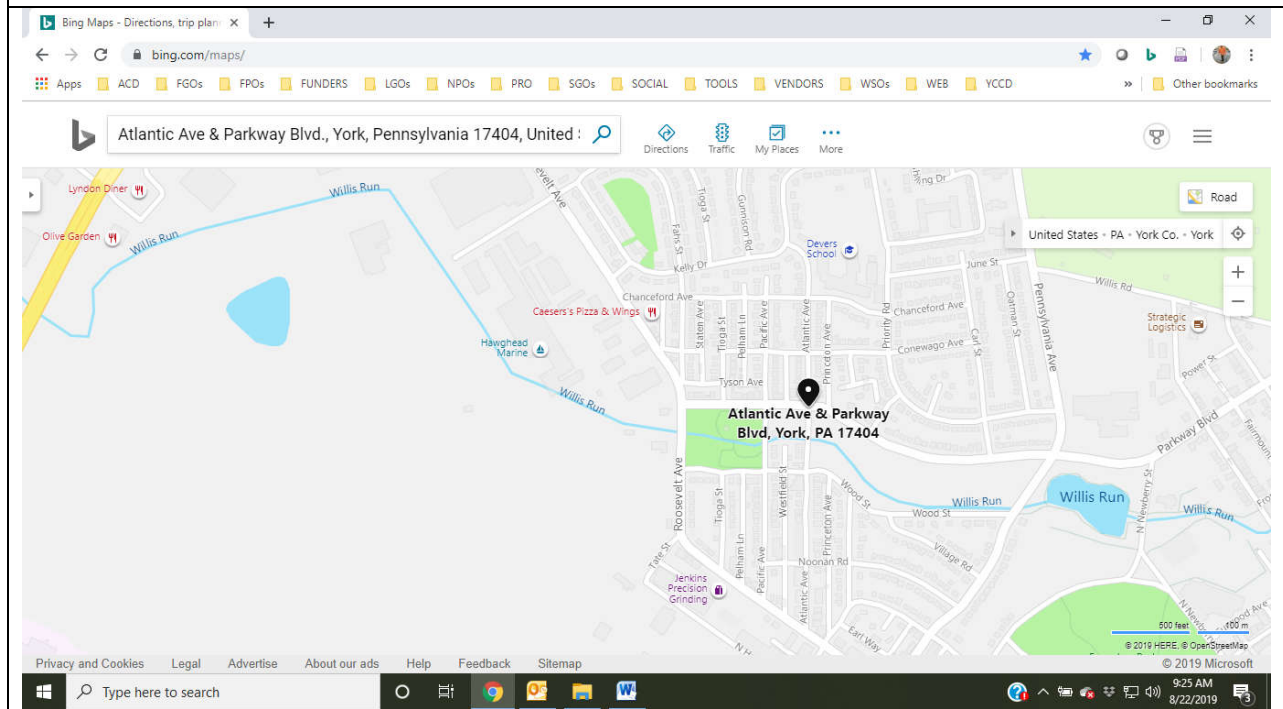 Bing Maps - Directions, trip plan
bing.com/maps/
Apps ACD FGOs FPOs FUNDERS LGOs NPOs PRO SGOs SOCIAL TOOLS VENDORS WSOs WEB YCCD » Other bookmarks
Atlantic Ave & Parkway Blvd., York, Pennsylvania 17404, United
Directions Traffic My Places More
Lyndon Diner
Willis Run
Road
Olive Garden
Willis Run
Tioga St
Gunnison Rd
Faris St
Devers
School
United States · PA · York Co. · York
Kelly Dr
June St
Willis Rd
Chanceford Ave
Caesers's Pizza & Wings
Staten Ave
Tioga St
Pelham Ln
Pacific Ave
Atlantic Ave
Princeton Ave
Priority Rd
Chanceford Ave
Oatman St
Pennsylvania Ave
Strategic
Logistics
Hawghead
Marine
Conewago Ave
Carl St
Power St
Tyson Ave
Willis Run
Atlantic Ave & Parkway
Blvd, York, PA 17404
Parkway Blvd
Roosevelt Ave
Tioga St
Westfield St
Wood St
Wood St
Willis Run
Willis Run
N Newberry St
Willis Run
Tate St
Pelham Ln
Pacific Ave
Princeton Ave
Noonan Rd
Village Rd
Jenkins
Precision
Grinding
Atlantic Ave
Earl Way
500 feet 100 m
© 2019 HERE, © OpenStreetMap
Privacy and Cookies Legal Advertise About our ads Help Feedback Sitemap © 2019 Microsoft
Type here to search
9:25 AM
8/22/2019
3